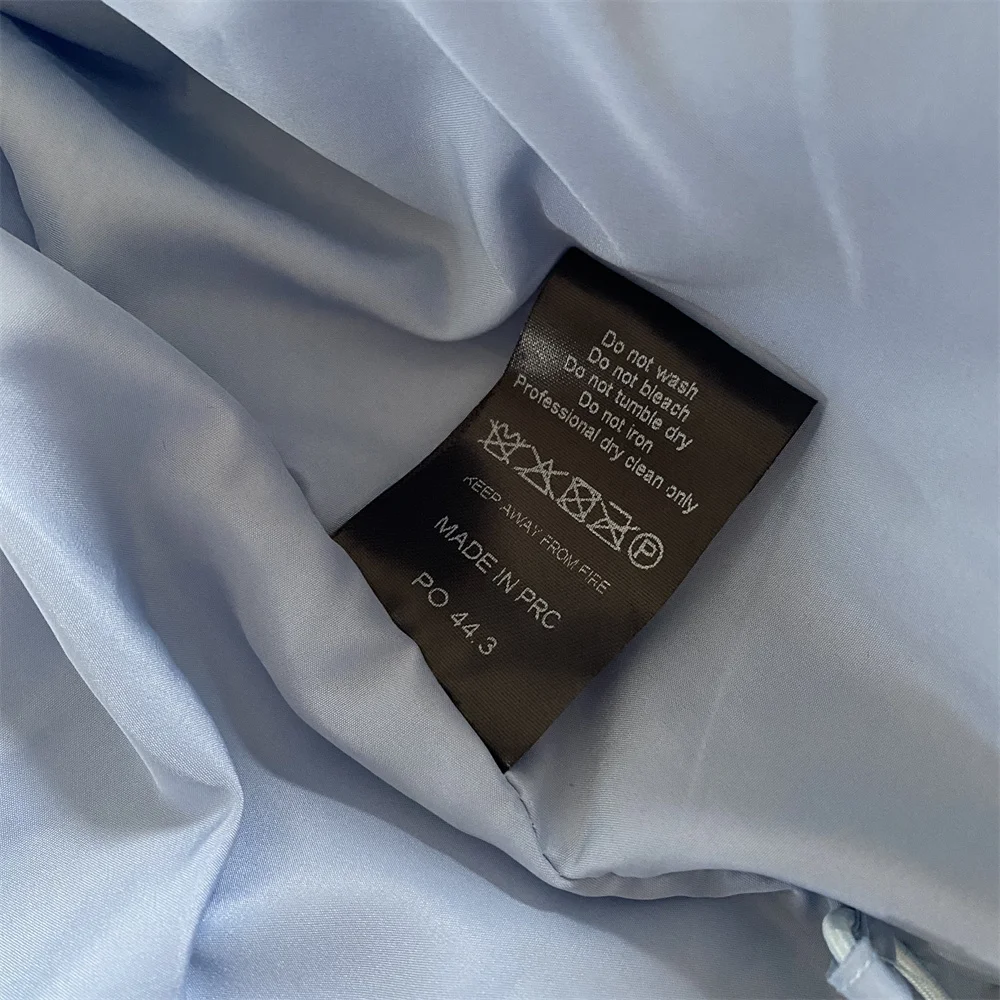 Do not wash
Do not bleach
Do not tumble dry
Do not iron
Professional dry clean only
P
KEEP AWAY FROM FIRE
MADE IN PRC
PO 44.3